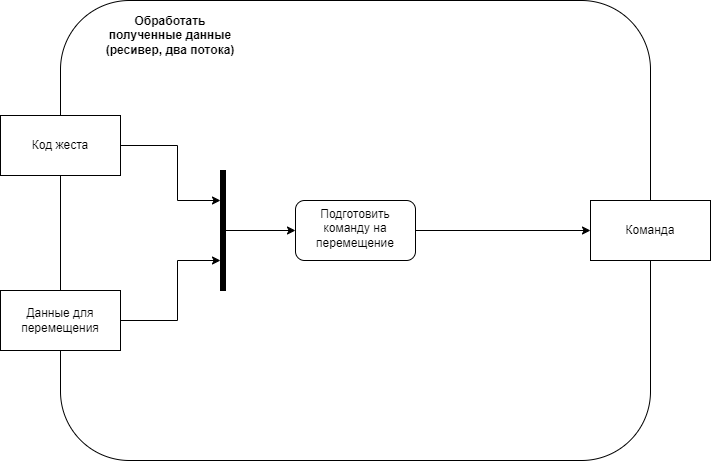 Обработать
полученные данные
(ресивер, два потока)
Код жеста
Подготовить
команду на
перемещение
Команда
Данные для
перемещения